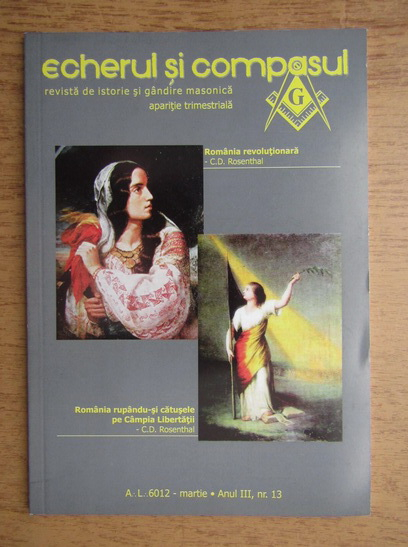 echerul și compasul
revistă de istorie și gândire masonică
apariție trimestrială
G
România revoluționară
- C.D. Rosenthal
România rupându-și cătușele
pe Câmpia Libertății
- C.D. Rosenthal
A∴L∴6012 - martie • Anul III, nr. 13